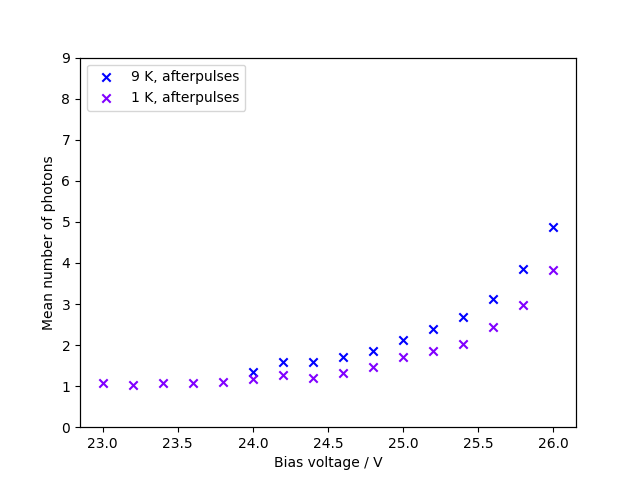 9 K, afterpulses
1 K, afterpulses
Mean number of photons
9
8
7
6
5
4
3
2
1
0
23.0 23.5 24.0 24.5 25.0 25.5 26.0
Bias voltage / V